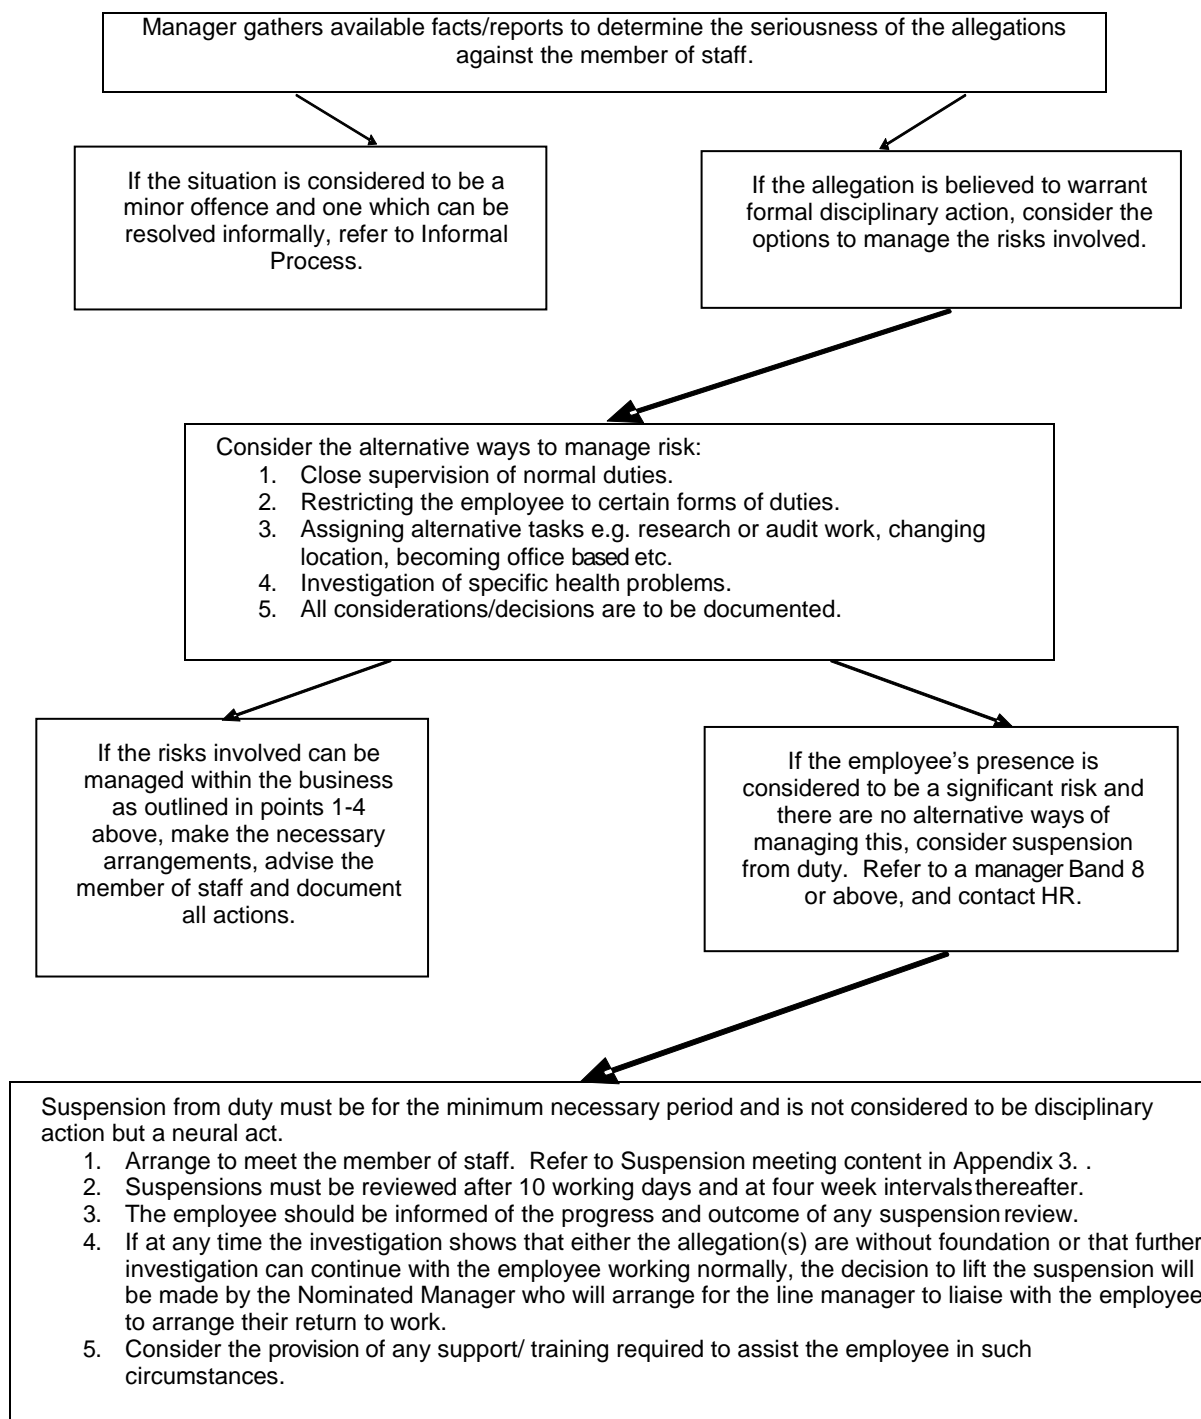 Manager gathers available facts/reports to determine the seriousness of the allegations
against the member of staff.
If the situation is considered to be a
minor offence and one which can be
resolved informally, refer to Informal
Process.
If the allegation is believed to warrant
formal disciplinary action, consider the
options to manage the risks involved.
Consider the alternative ways to manage risk:
1. Close supervision of normal duties.
2. Restricting the employee to certain forms of duties.
3. Assigning alternative tasks e.g. research or audit work, changing
location, becoming office based etc.
4. Investigation of specific health problems.
5. All considerations/decisions are to be documented.
If the risks involved can be
managed within the business
as outlined in points 1-4
above, make the necessary
arrangements, advise the
member of staff and document
all actions.
If the employee’s presence is
considered to be a significant risk and
there are no alternative ways of
managing this, consider suspension
from duty. Refer to a manager Band 8
or above, and contact HR.
Suspension from duty must be for the minimum necessary period and is not considered to be disciplinary
action but a neural act.
1. Arrange to meet the member of staff. Refer to Suspension meeting content in Appendix 3. .
2. Suspensions must be reviewed after 10 working days and at four week intervals thereafter.
3. The employee should be informed of the progress and outcome of any suspension review.
4. If at any time the investigation shows that either the allegation(s) are without foundation or that further
investigation can continue with the employee working normally, the decision to lift the suspension will
be made by the Nominated Manager who will arrange for the line manager to liaise with the employee
to arrange their return to work.
5. Consider the provision of any support/ training required to assist the employee in such
circumstances.